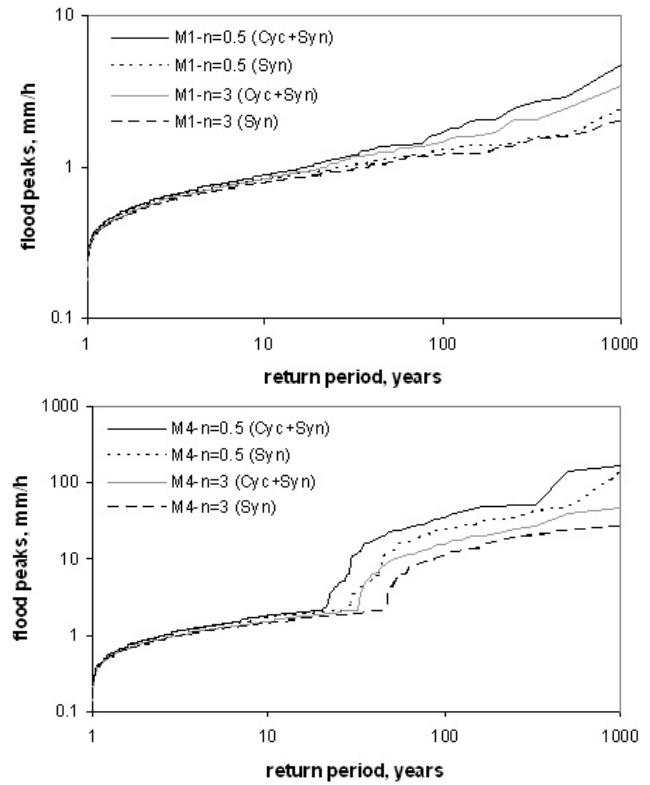 10
M1-n=0.5 (Cyc+Syn)
M1-n=0.5 (Syn)
M1-n=3 (Cyc+Syn)
M1-n=3 (Syn)
flood peaks, mm/h
1
0.1
1 10 100 1000
return period, years
1000
M4-n=0.5 (Cyc+Syn)
M4-n=0.5 (Syn)
M4-n=3 (Cyc+Syn)
M4-n=3 (Syn)
100
flood peaks, mm/h
10
1
0.1
1 10 100 1000
return period, years